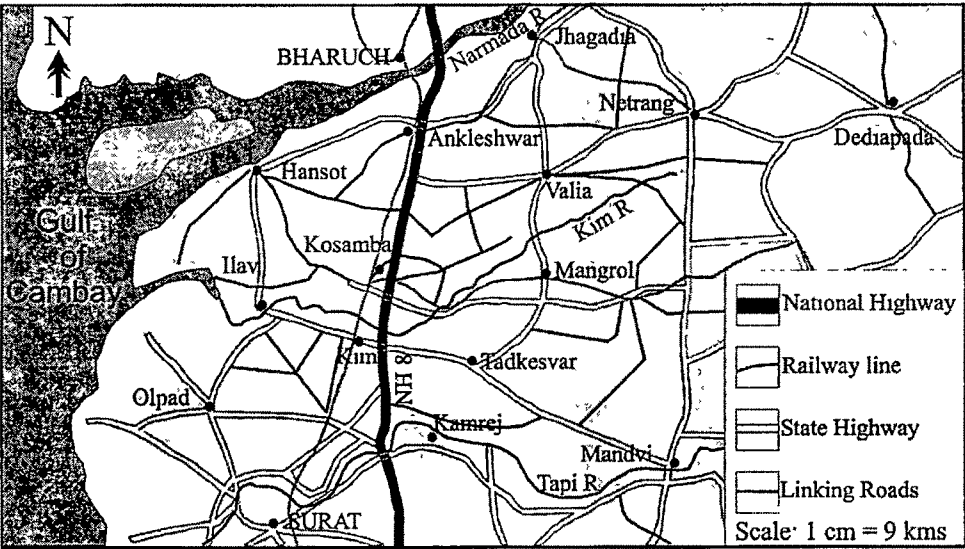 N
BHARUCH
Narmada R
Jhagadia
Netrang
Dediapada
Ankleshwar
Hansot
Valia
Gulf
of
Cambay
Kosamba
Kim R
Ilav
Mangrol
National Highway
Kim
8 HN
Tadkesvar
Railway line
Olpad
Kamrej
State Highway
Mandvi
Tapi R
Linking Roads
SURAT
Scale: 1 cm = 9 kms